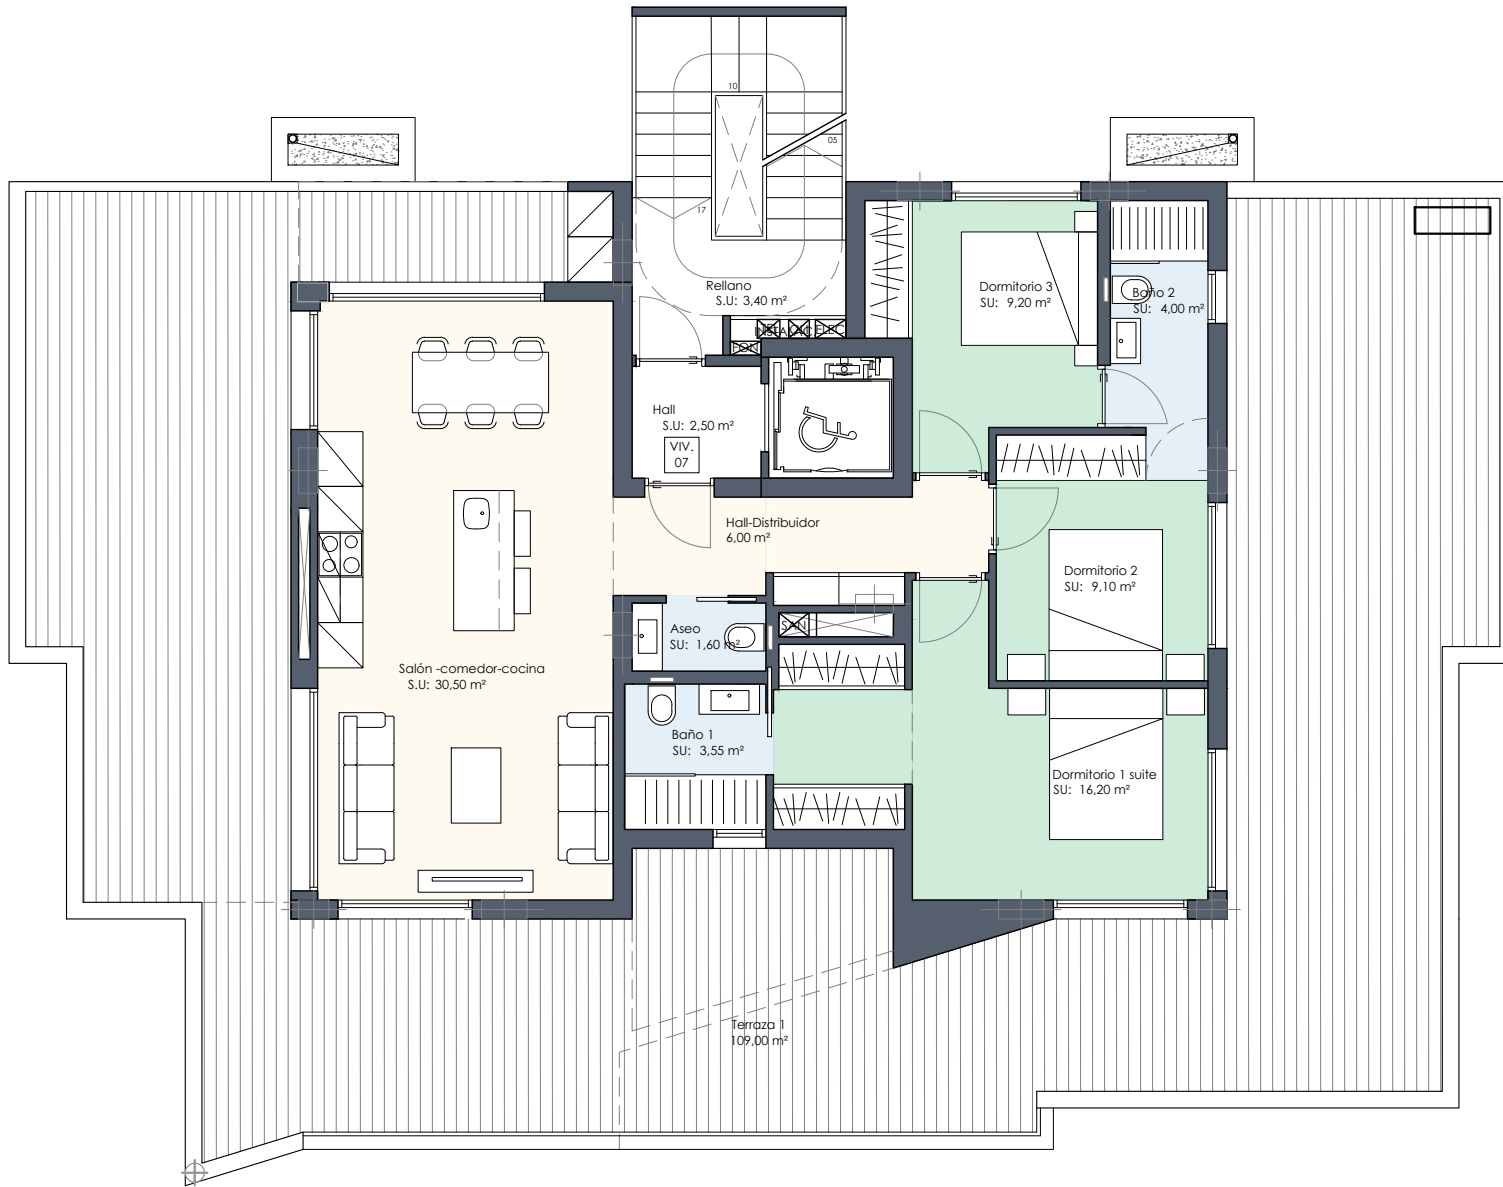 10
05
17
Rellano
S.U: 3,40 m²
ELEC
Dormitorio 3
SU: 9,20 m²
Baño 2
SU: 4,00 m²
Hall
S.U: 2,50 m²
VIV.
07
Hall-Distribuidor
6,00 m²
Dormitorio 2
SU: 9,10 m²
Aseo
SU: 1,60 m²
SAN
Salón -comedor-cocina
S.U: 30,50 m²
Baño 1
SU: 3,55 m²
Dormitorio 1 suite
SU: 16,20 m²
Terraza 1
109,00 m²